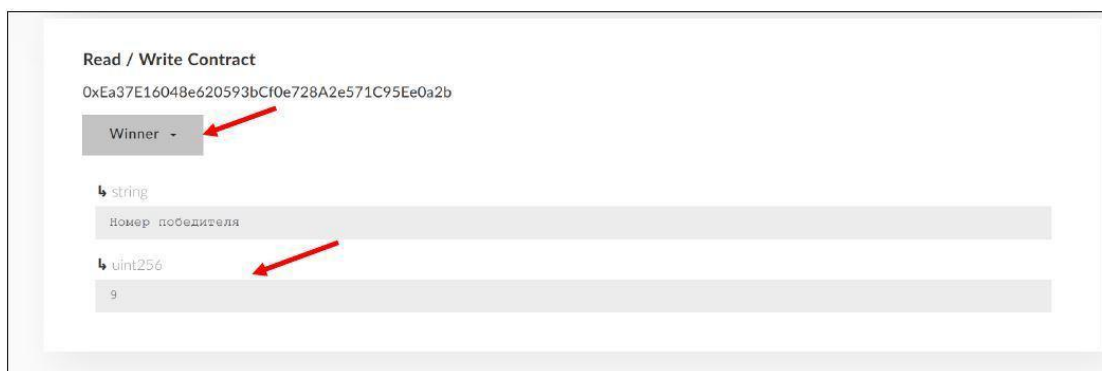 Read / Write Contract
0xEa37E16048e620593bCf0e728A2e571C95Ee0a2b
Winner
string
Номер победителя
uint256
9